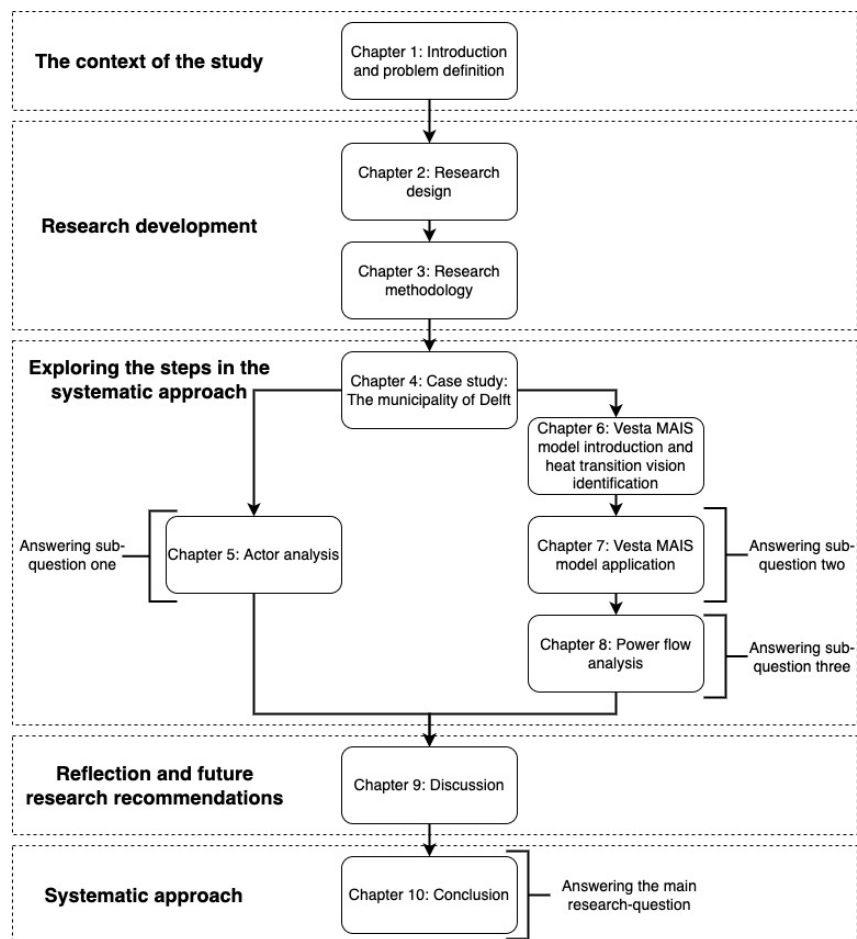 The context of the study
Chapter 1: Introduction
and problem definition
Research development
Chapter 2: Research
design
Chapter 3: Research
methodology
Exploring the steps in the
systematic approach
Chapter 4: Case study:
The municipality of Delft
Chapter 6: Vesta MAIS
model introduction and
heat transition vision
identification
Answering sub-
question one
Chapter 5: Actor analysis
Chapter 7: Vesta MAIS
model application
Answering sub-
question two
Chapter 8: Power flow
analysis
Answering sub-
question three
Reflection and future
research recommendations
Chapter 9: Discussion
Systematic approach
Chapter 10: Conclusion
Answering the main
research-question